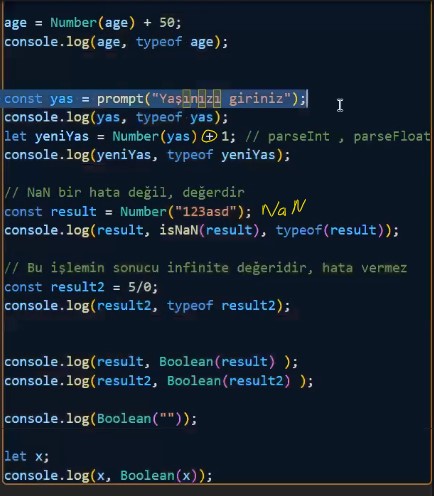 age = Number(age) + 50;
console.log(age, typeof age);
const yas = prompt("Yaşınızı giriniz");
console.log(yas, typeof yas);
let yeniYas = Number(yas) + 1; // parseInt , parseFloat
console.log(yeniYas, typeof yeniYas);
// NaN bir hata değil, değerdir
const result = Number("123asd"); NaN
console.log(result, isNaN(result), typeof(result));
// Bu işlemin sonucu infinite değeridir, hata vermez
const result2 = 5/0;
console.log(result2, typeof result2);
console.log(result, Boolean(result) );
console.log(result2, Boolean(result2) );
console.log(Boolean(""));
let x;
console.log(x, Boolean(x));